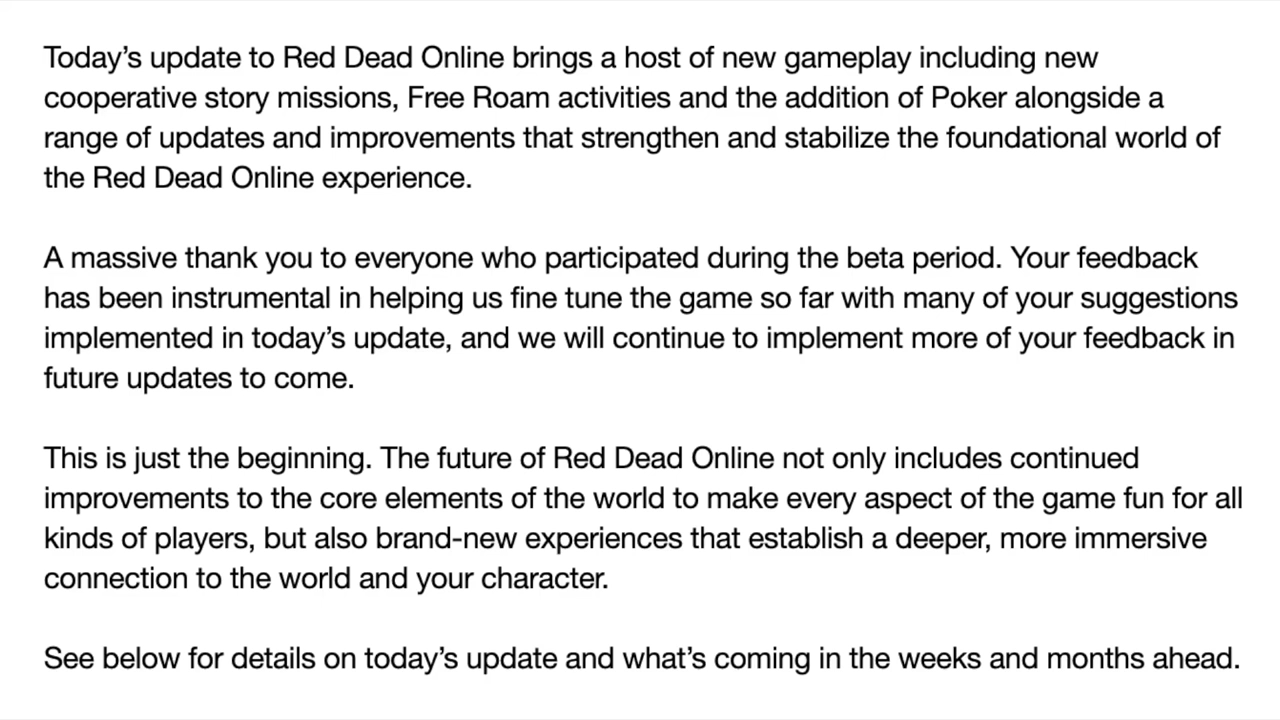 Today’s update to Red Dead Online brings a host of new gameplay including new
cooperative story missions, Free Roam activities and the addition of Poker alongside a
range of updates and improvements that strengthen and stabilize the foundational world of
the Red Dead Online experience.
A massive thank you to everyone who participated during the beta period. Your feedback
has been instrumental in helping us fine tune the game so far with many of your suggestions
implemented in today’s update, and we will continue to implement more of your feedback in
future updates to come.
This is just the beginning. The future of Red Dead Online not only includes continued
improvements to the core elements of the world to make every aspect of the game fun for all
kinds of players, but also brand-new experiences that establish a deeper, more immersive
connection to the world and your character.
See below for details on today’s update and what’s coming in the weeks and months ahead.